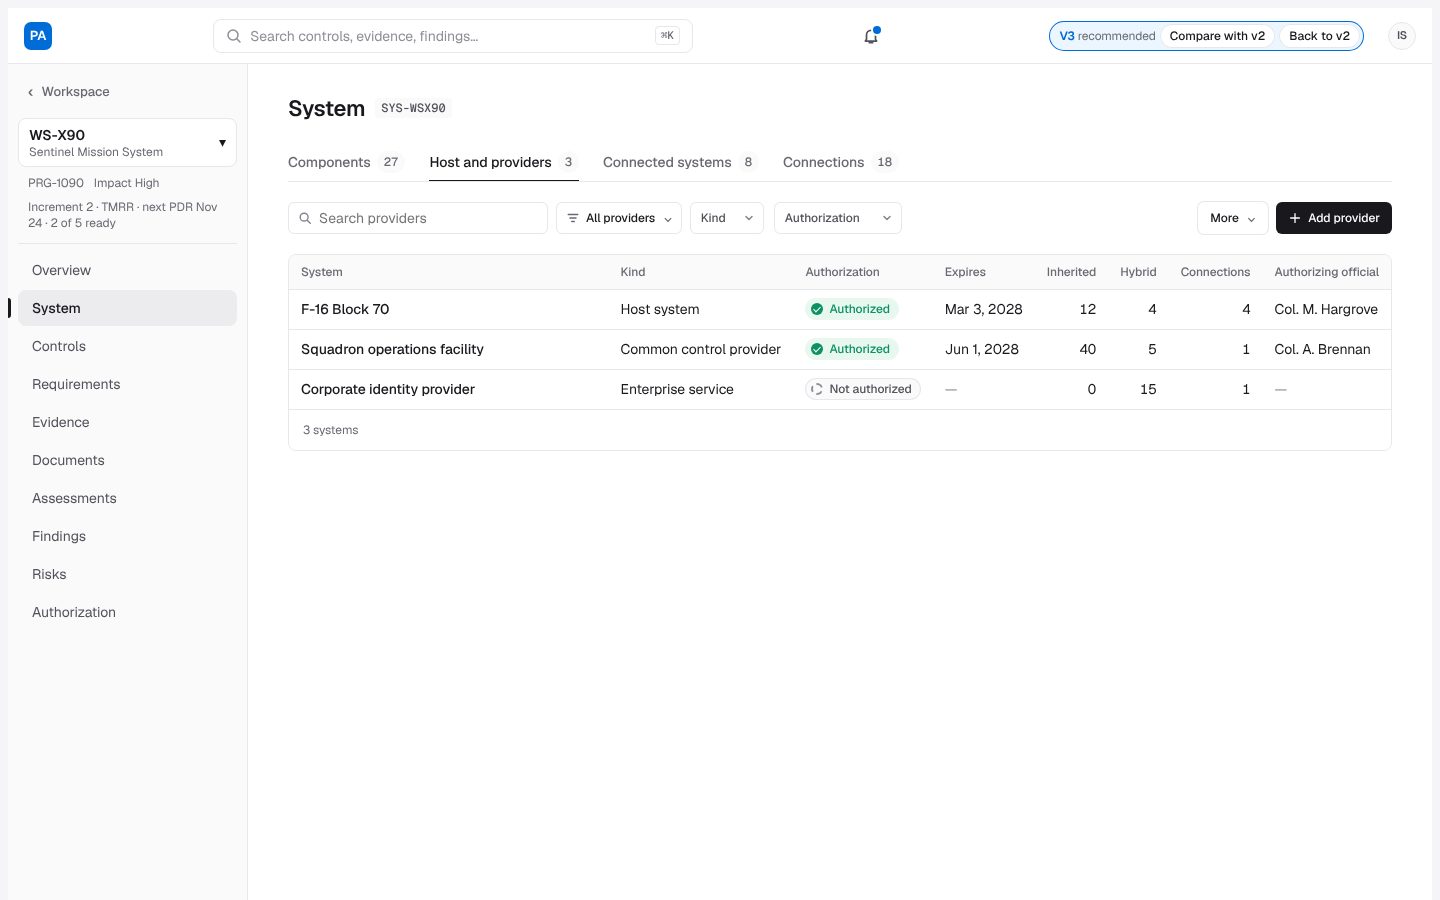 PA
Search controls, evidence, findings...
⌘K
V3 recommended
Compare with v2
Back to v2
IS
‹ Workspace
WS-X90
Sentinel Mission System
PRG-1090 Impact High
Increment 2 · TMRR · next PDR Nov
24 · 2 of 5 ready
Overview
System
Controls
Requirements
Evidence
Documents
Assessments
Findings
Risks
Authorization
System SYS-WSX90
Components 27 Host and providers 3 Connected systems 8 Connections 18
Search providers All providers Kind Authorization More + Add provider
System Kind Authorization Expires Inherited Hybrid Connections Authorizing official
F-16 Block 70 Host system Authorized Mar 3, 2028 12 4 4 Col. M. Hargrove
Squadron operations facility Common control provider Authorized Jun 1, 2028 40 5 1 Col. A. Brennan
Corporate identity provider Enterprise service Not authorized — 0 15 1 —
3 systems